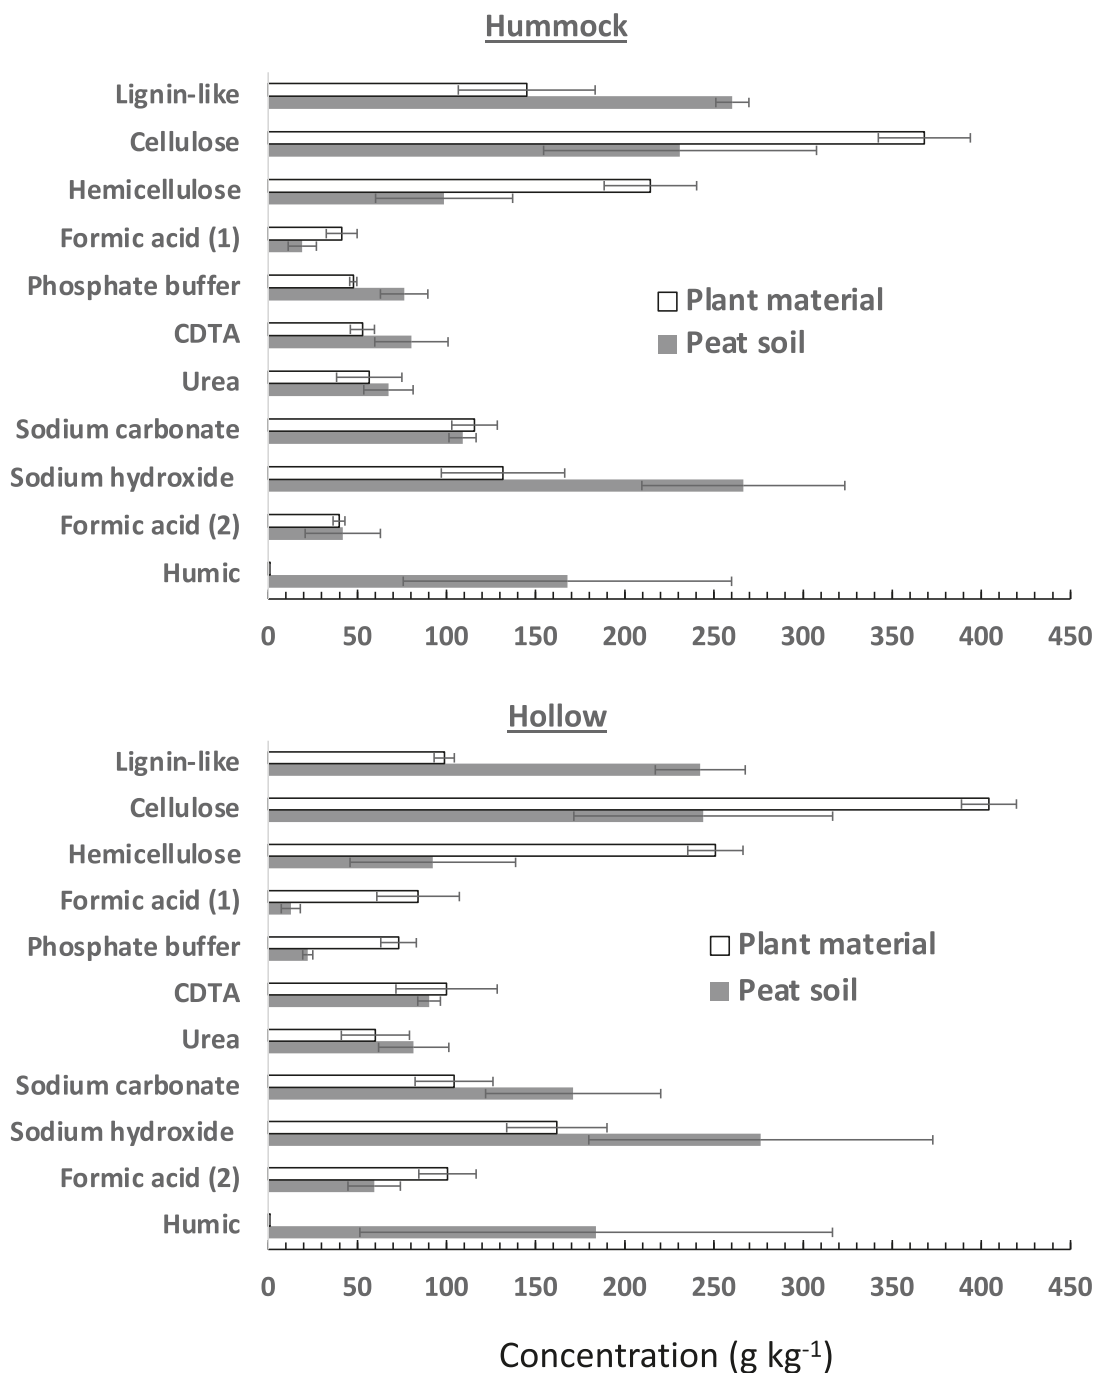 Hummock
Lignin-like
Cellulose
Hemicellulose
Formic acid (1)
Phosphate buffer
CDTA
Urea
Sodium carbonate
Sodium hydroxide
Formic acid (2)
Humic
Plant material
Peat soil
0 50 100 150 200 250 300 350 400 450
Hollow
Lignin-like
Cellulose
Hemicellulose
Formic acid (1)
Phosphate buffer
CDTA
Urea
Sodium carbonate
Sodium hydroxide
Formic acid (2)
Humic
Plant material
Peat soil
0 50 100 150 200 250 300 350 400 450
Concentration (g kg⁻¹)